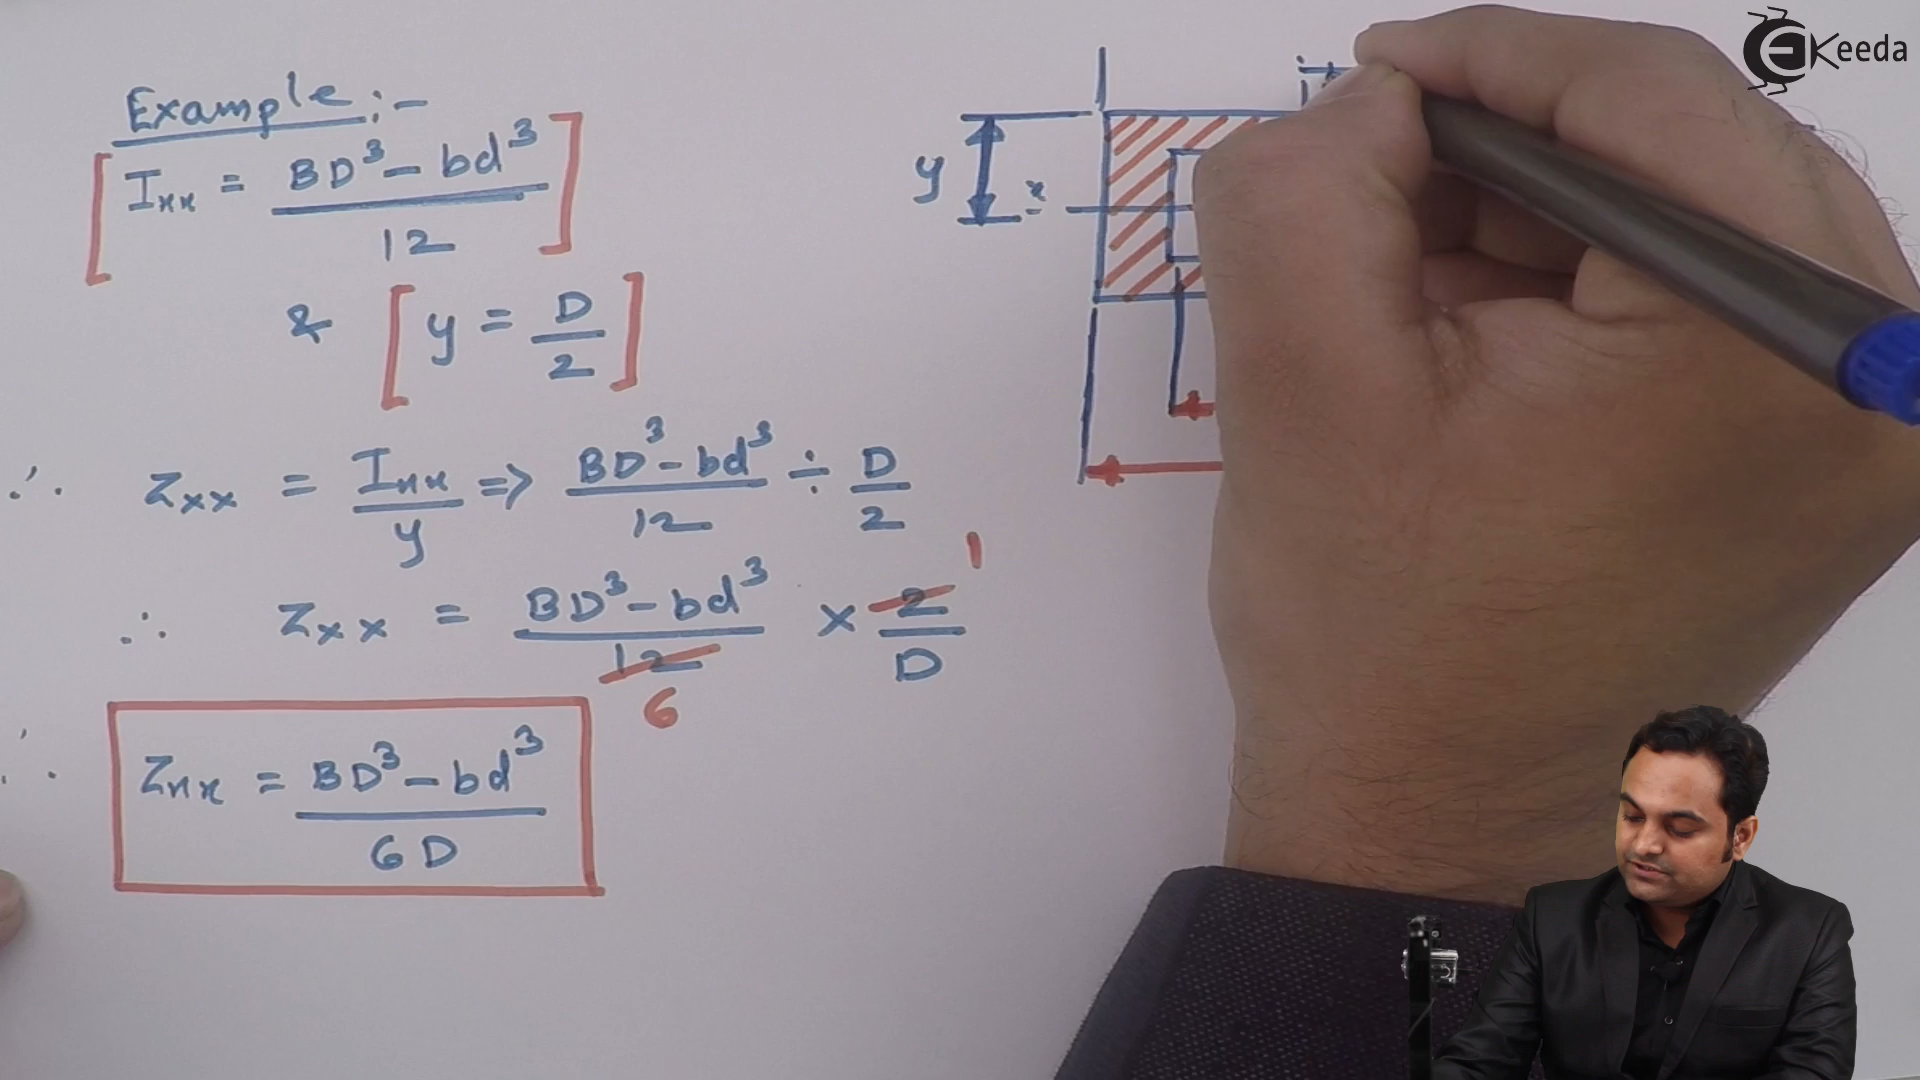 Example :-
[ Ixx = BD³ - bd³ / 12 ]
& [ y = D / 2 ]
∴ Zxx = Ixx / y => BD³ - bd³ / 12 ÷ D / 2
∴ Zxx = BD³ - bd³ / 12 × 2 / D
1
6
∴ Zxx = BD³ - bd³ / 6D
y
x
EKeeda